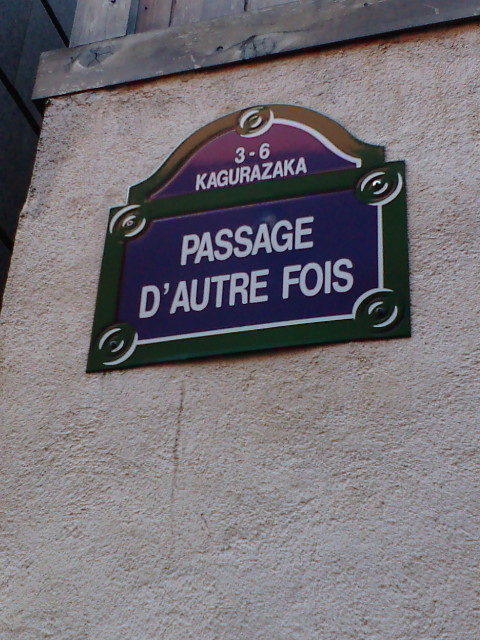 3-6
KAGURAZAKA
PASSAGE
D'AUTRE FOIS